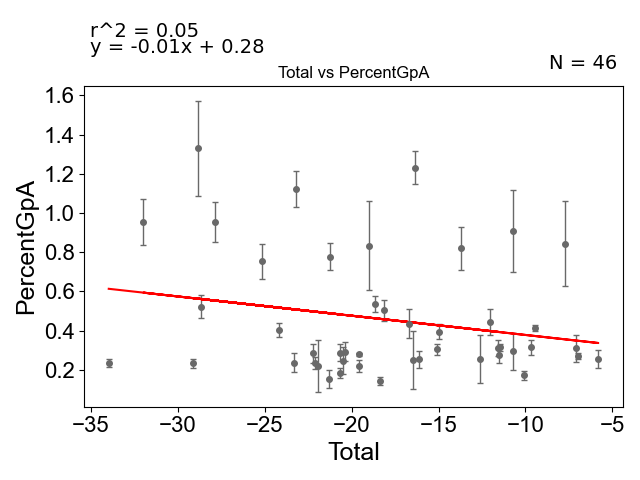 r^2 = 0.05
y = -0.01x + 0.28
N = 46
Total vs PercentGpA
1.6
1.4
1.2
1.0
0.8
0.6
0.4
0.2
PercentGpA
−35
−30
−25
−20
−15
−10
−5
Total